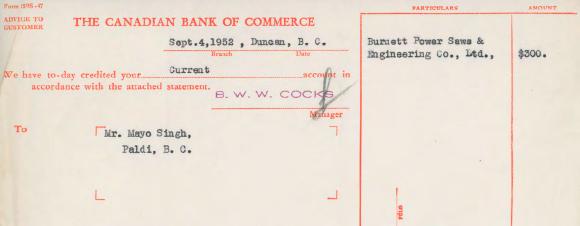 Form 139S-47
ADVICE TO
CUSTOMER
THE CANADIAN BANK OF COMMERCE
Sept.4,1952 , Duncan, B. C.
Branch Date
We have to-day credited your Current account in
accordance with the attached statement.
B. W. W. COCKS
Manager
To
Mr. Mayo Singh,
Paldi, B. C.
PARTICULARS AMOUNT
Burnett Power Saws & 
Engineering Co., Ltd., $300.